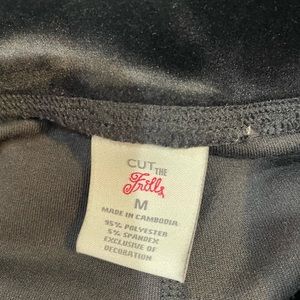 CUT THE
Frills
M
MADE IN CAMBODIA
95% POLYESTER
5% SPANDEX
EXCLUSIVE OF
DECORATION